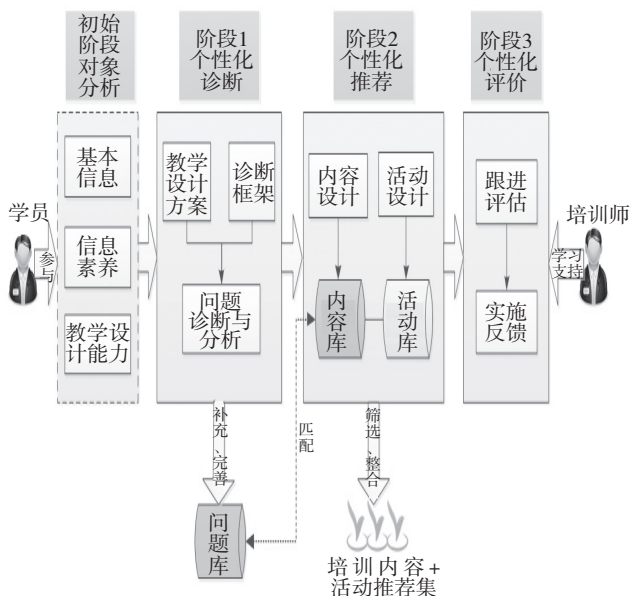 初始
阶段
对象
分析
阶段1
个性化
诊断
阶段2
个性化
推荐
阶段3
个性化
评价
基本
信息
信息
素养
教学设
计能力
学员
参与
教学
设计
方案
诊断
框架
问题
诊断与
分析
内容
设计
活动
设计
内容库
活动库
跟进
评估
实施
反馈
培训师
学习
支持
补充、完善
匹配
筛选、整合
问题库
培训内容+
活动推荐集